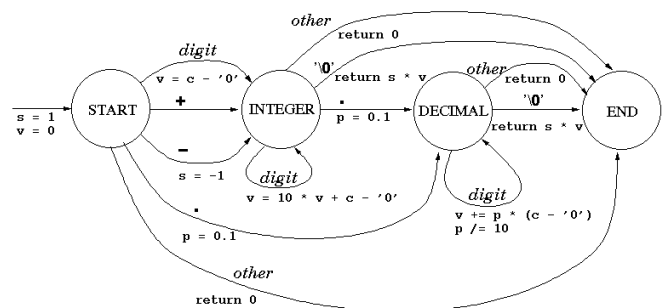 other
return 0
digit
v = c - '0'
'\0'
return s * v
other
return 0
'\0'
START
+
INTEGER
.
DECIMAL
END
s = 1
v = 0
p = 0.1
return s * v
–
s = -1
digit
v = 10 * v + c - '0'
digit
v += p * (c - '0')
p /= 10
.
p = 0.1
other
return 0